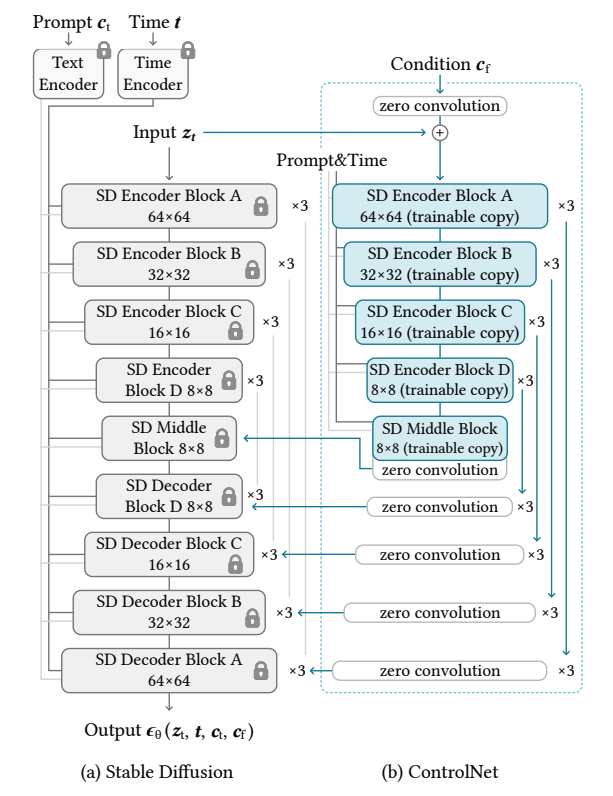 Prompt cₜ
Time t
Text
Encoder
Time
Encoder
Input zₜ
SD Encoder Block A
64×64
×3
SD Encoder Block B
32×32
×3
SD Encoder Block C
16×16
×3
SD Encoder
Block D 8×8
×3
SD Middle
Block 8×8
SD Decoder
Block D 8×8
×3
SD Decoder Block C
16×16
×3
SD Decoder Block B
32×32
×3
SD Decoder Block A
64×64
×3
Output ϵθ(zₜ, t, cₜ, c_f)
(a) Stable Diffusion
Condition c_f
zero convolution
+
Prompt&Time
SD Encoder Block A
64×64 (trainable copy)
×3
SD Encoder Block B
32×32 (trainable copy)
×3
SD Encoder Block C
16×16 (trainable copy)
×3
SD Encoder Block D
8×8 (trainable copy)
×3
SD Middle Block
8×8 (trainable copy)
zero convolution
zero convolution
×3
zero convolution
×3
zero convolution
×3
zero convolution
×3
(b) ControlNet